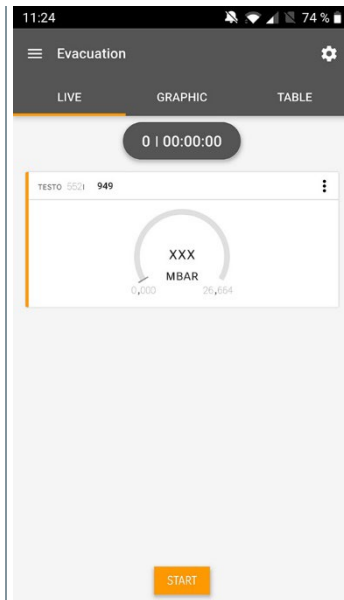 11:24 74 %
Evacuation
LIVE GRAPHIC TABLE
0 | 00:00:00
TESTO 552I 949
XXX
MBAR
0,000 26,664
START